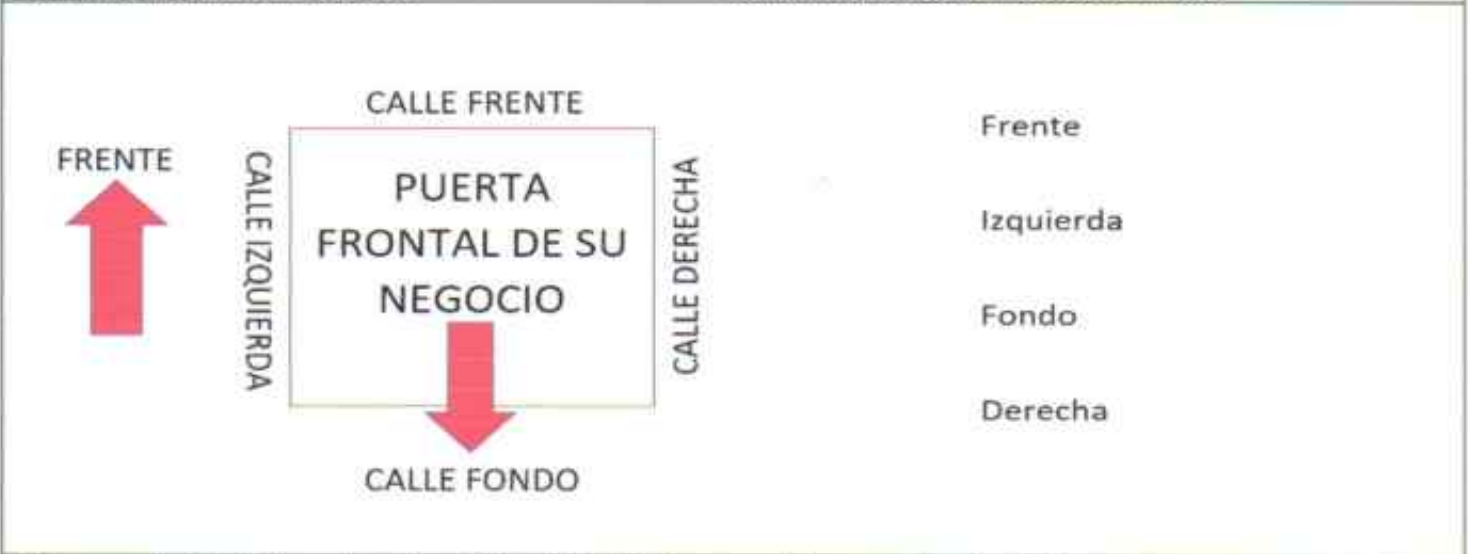 CALLE FRENTE
FRENTE
CALLE IZQUIERDA
PUERTA
FRONTAL DE SU
NEGOCIO
CALLE DERECHA
CALLE FONDO
Frente
Izquierda
Fondo
Derecha